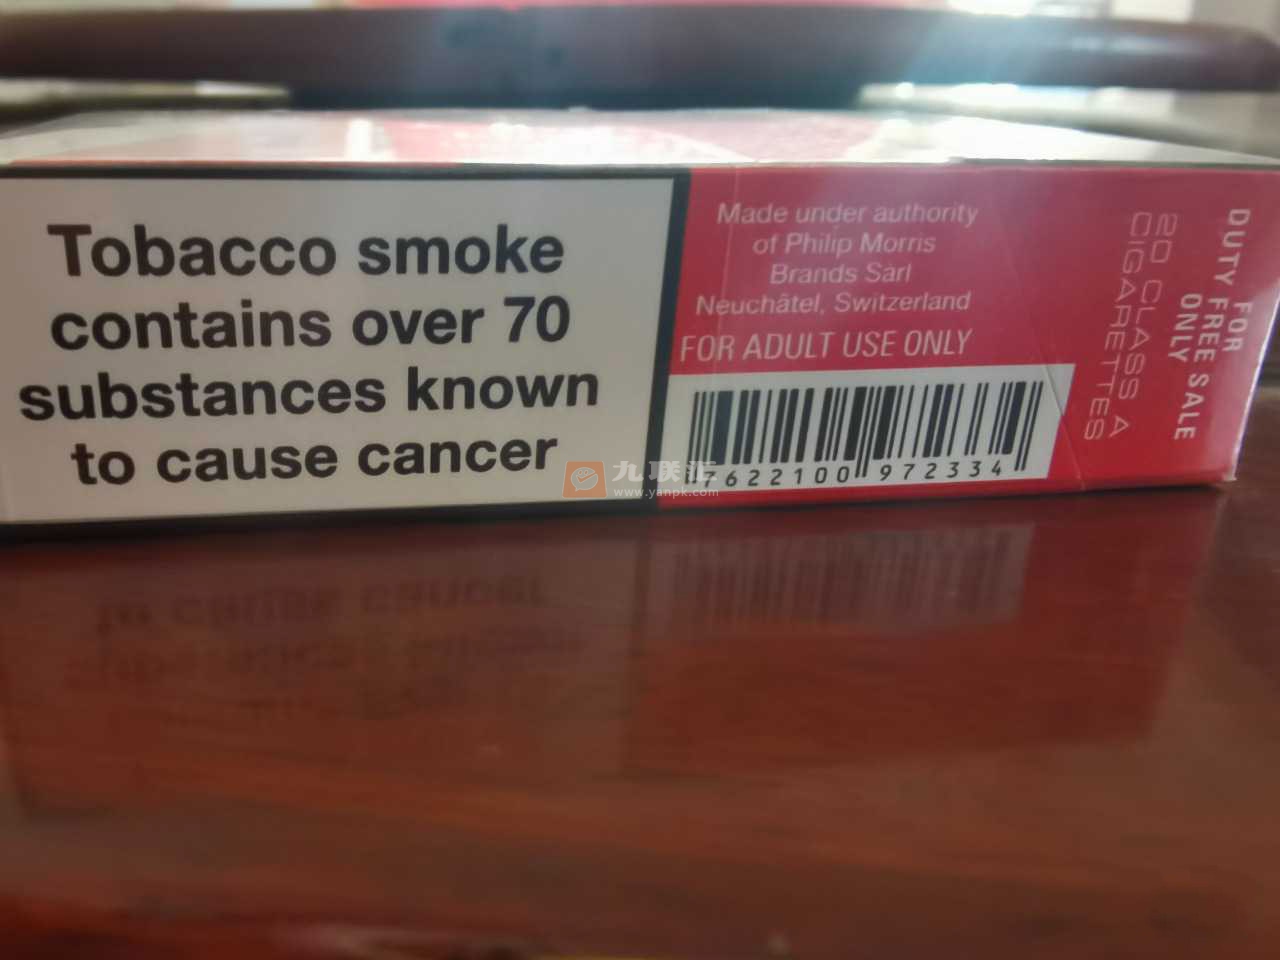 Tobacco smoke
contains over 70
substances known
to cause cancer
Made under authority
of Philip Morris
Brands Sàrl
Neuchâtel, Switzerland
FOR ADULT USE ONLY
7622100 972334
20 CLASS A
CIGARETTES
FOR
DUTY FREE SALE
ONLY
九联汇
www.yanpk.com